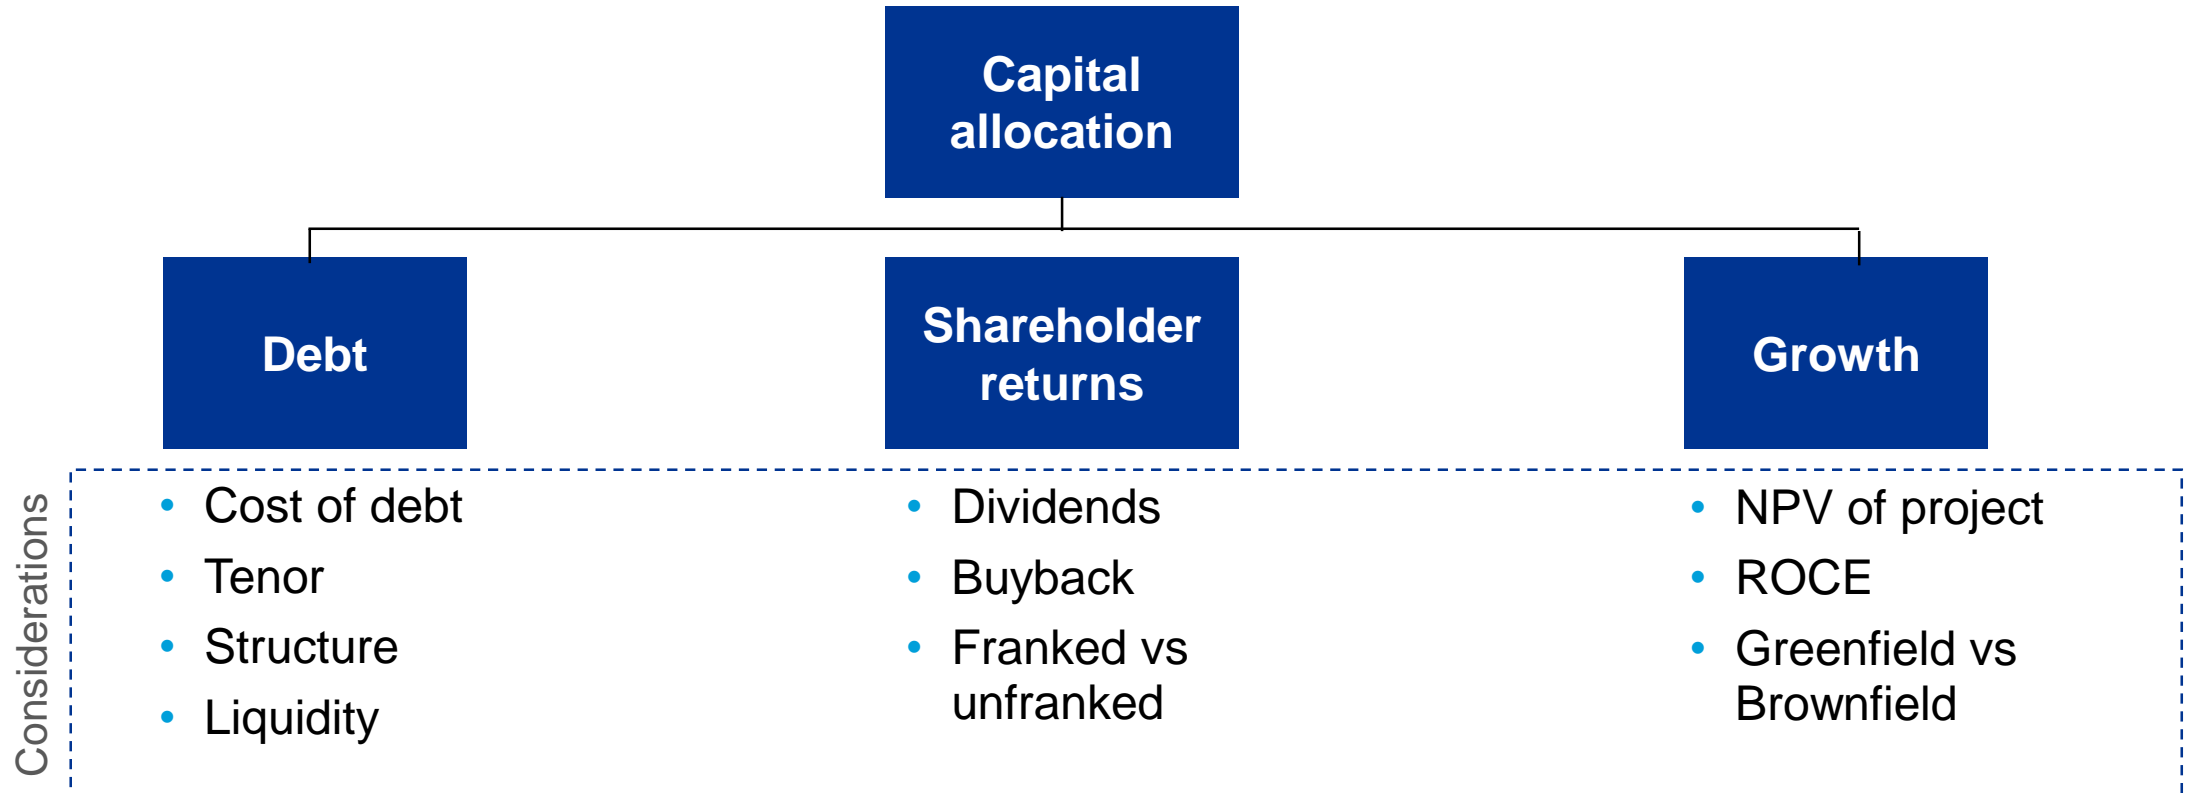 Capital
allocation
Debt
Shareholder
returns
Growth
Considerations
• Cost of debt
• Tenor
• Structure
• Liquidity
• Dividends
• Buyback
• Franked vs
unfranked
• NPV of project
• ROCE
• Greenfield vs
Brownfield